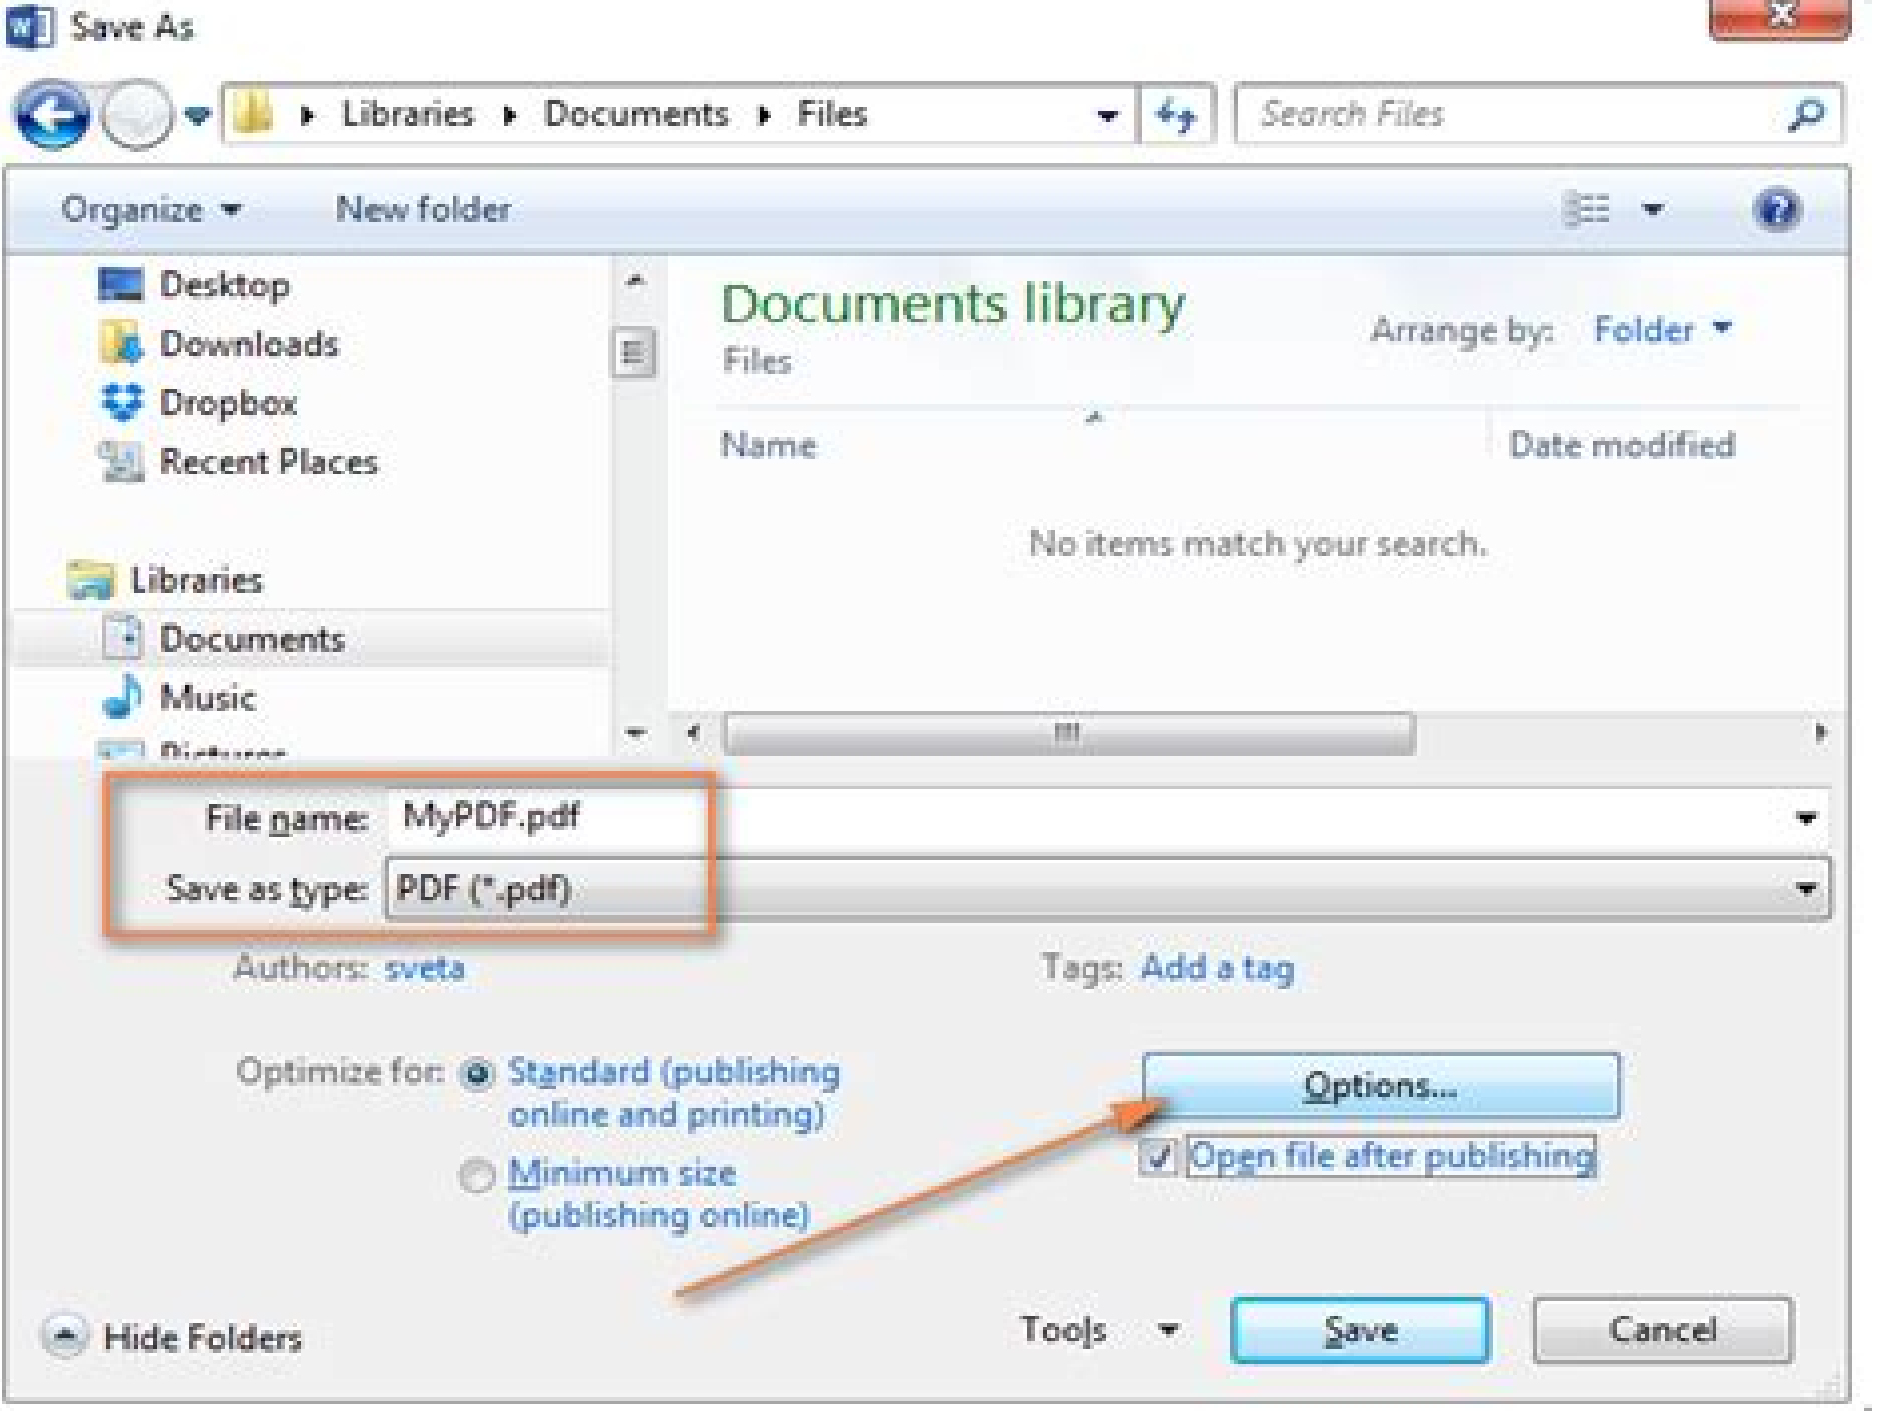 Save As
Libraries Documents Files
Search Files
Organize New folder
Desktop
Downloads
Dropbox
Recent Places
Libraries
Documents
Music
Pictures
Documents library
Files
Arrange by: Folder
Name Date modified
No items match your search.
File name: MyPDF.pdf
Save as type: PDF (*.pdf)
Authors: sveta Tags: Add a tag
Optimize for: Standard (publishing
online and printing)
Minimum size
(publishing online)
Options...
Open file after publishing
Hide Folders Tools Save Cancel